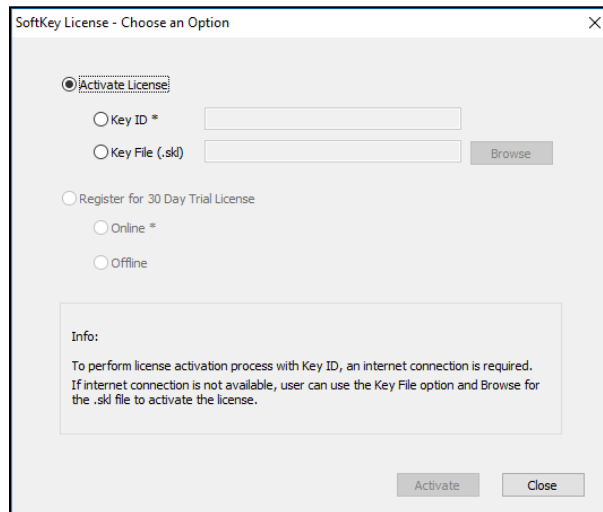 SoftKey License - Choose an Option
Activate License
Key ID *
Key File (.skl)
Browse
Register for 30 Day Trial License
Online *
Offline
Info:
To perform license activation process with Key ID, an internet connection is required.
If internet connection is not available, user can use the Key File option and Browse for
the .skl file to activate the license.
Activate
Close